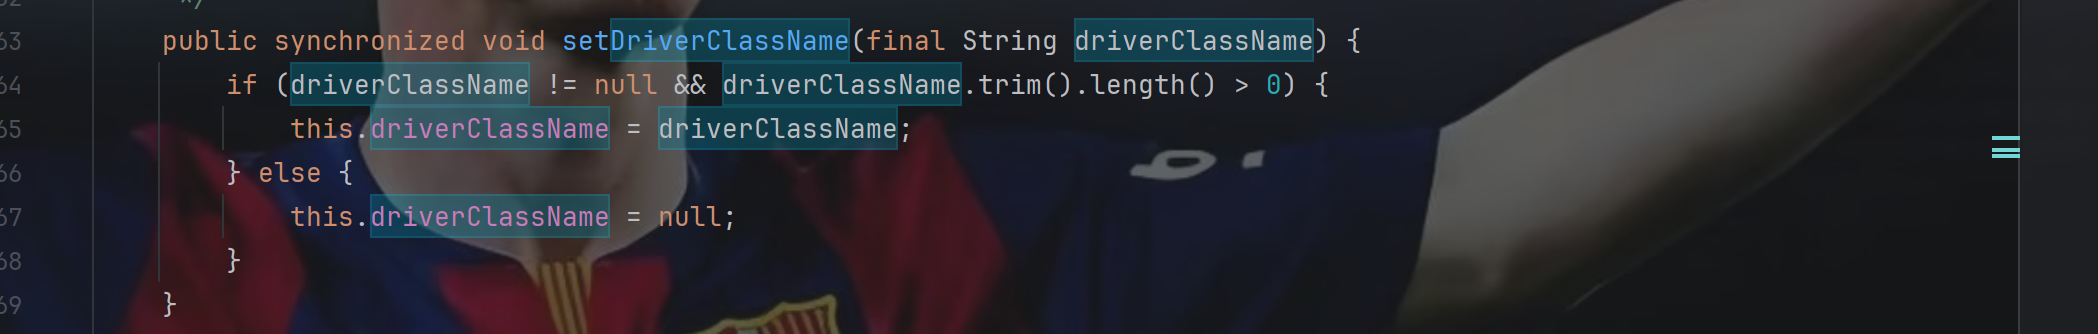 */
63 public synchronized void setDriverClassName(final String driverClassName) {
64 if (driverClassName != null && driverClassName.trim().length() > 0) {
65 this.driverClassName = driverClassName;
66 } else {
67 this.driverClassName = null;
68 }
69 }